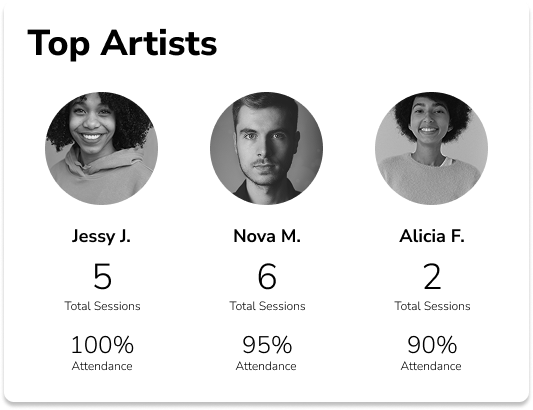 Top Artists
Jessy J.
Nova M.
Alicia F.
5
6
2
Total Sessions
Total Sessions
Total Sessions
100%
95%
90%
Attendance
Attendance
Attendance